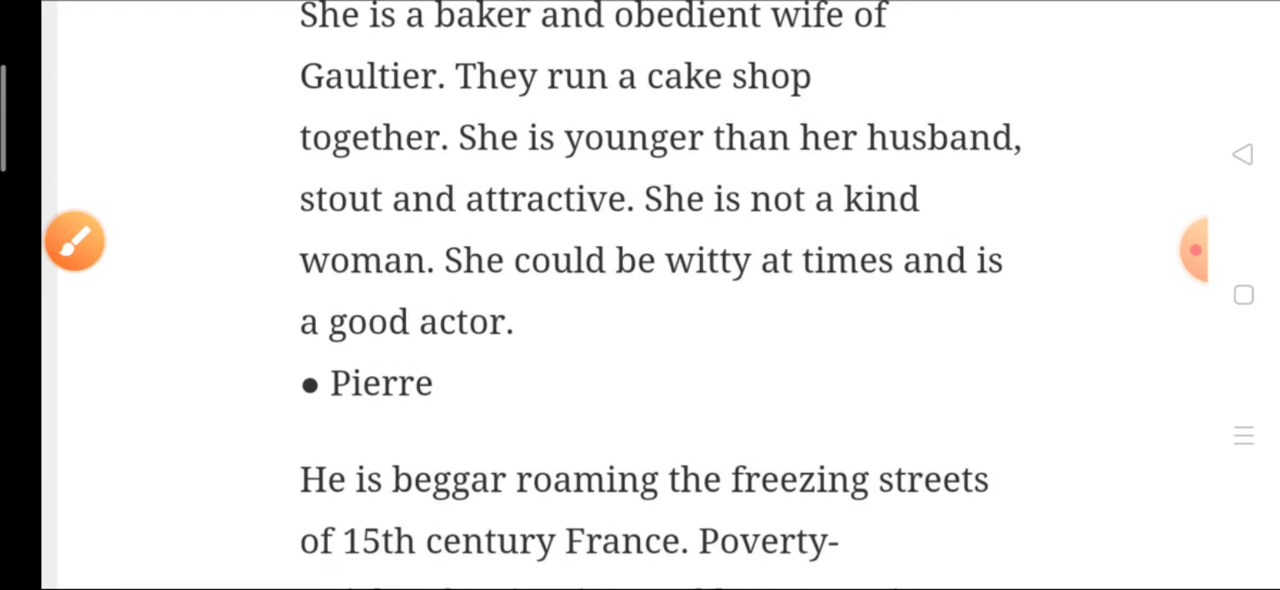 She is a baker and obedient wife of
Gaultier. They run a cake shop
together. She is younger than her husband,
stout and attractive. She is not a kind
woman. She could be witty at times and is
a good actor.
● Pierre
He is beggar roaming the freezing streets
of 15th century France. Poverty-